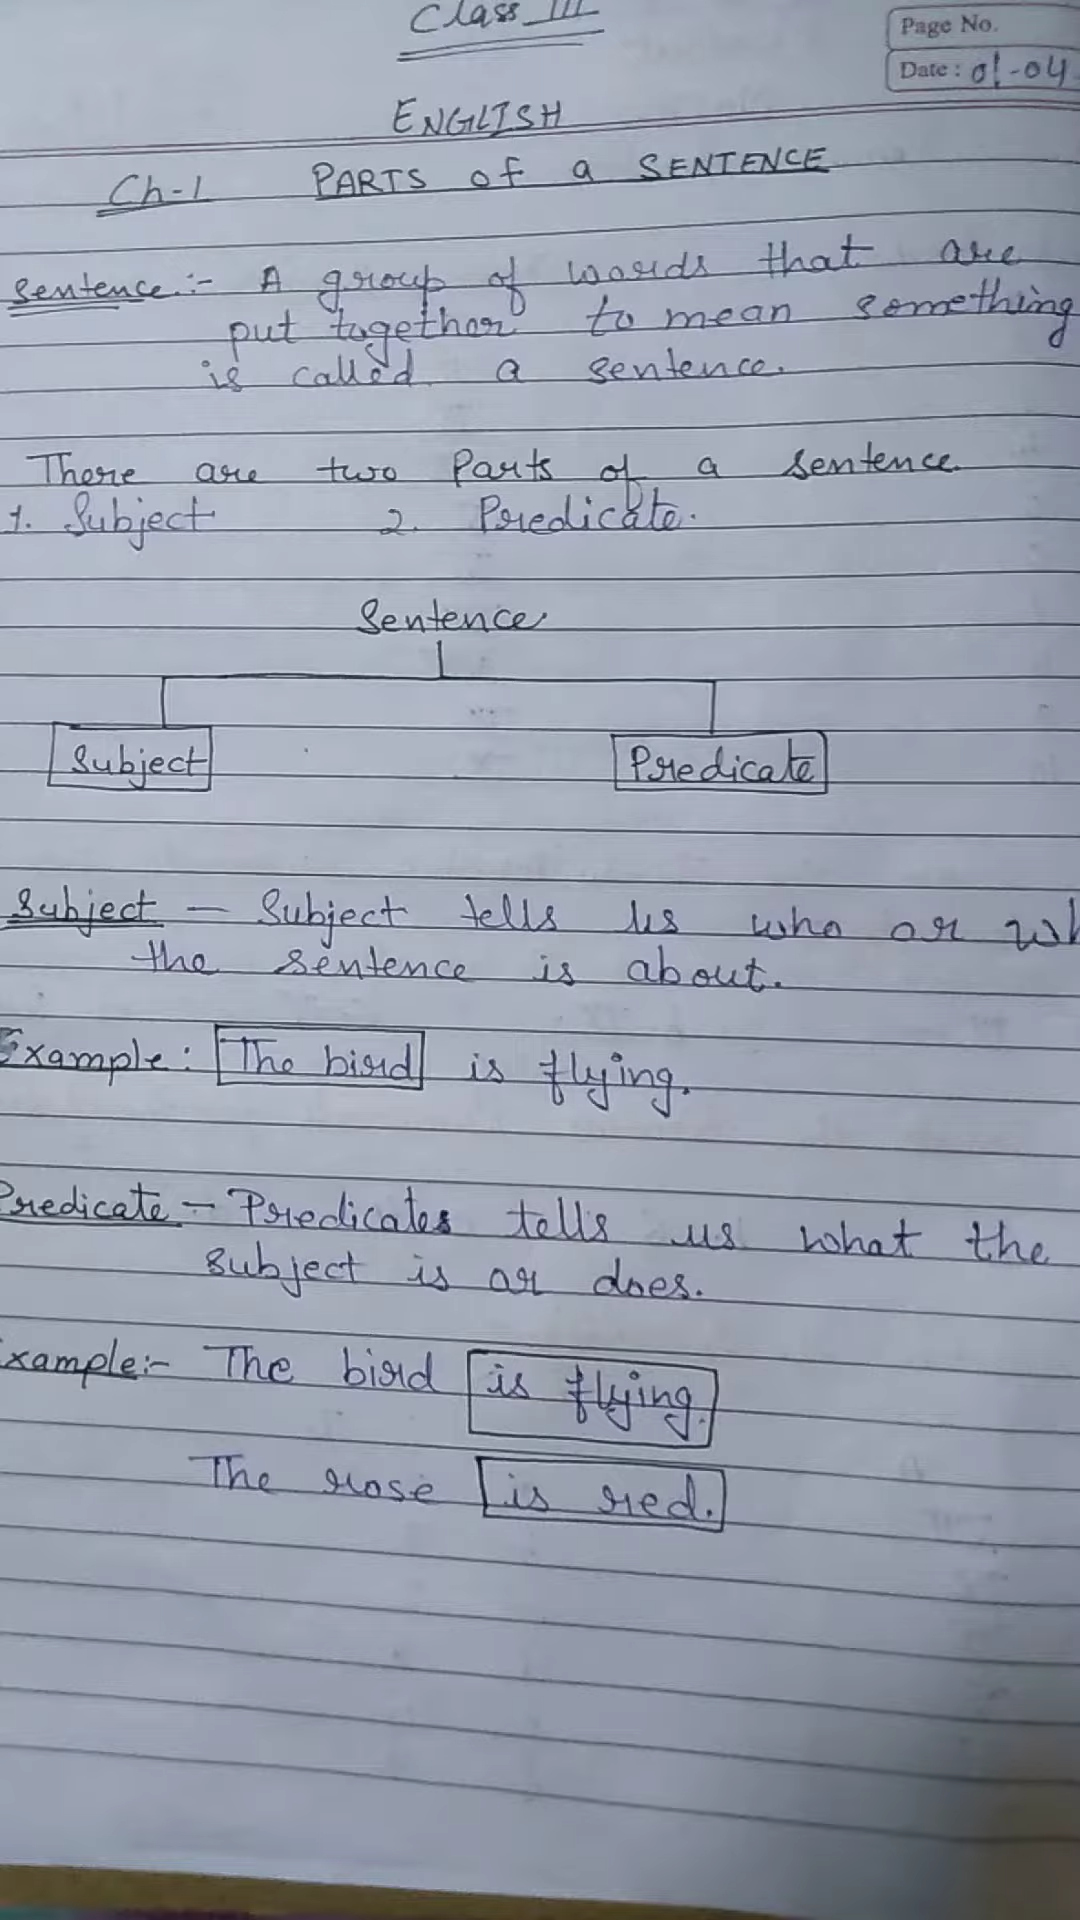 Class III
Page No.
Date: 01-04
ENGLISH
Ch-1 PARTS of a SENTENCE
Sentence:- A group of words that are
put together to mean something
is called a sentence.
There are two Parts of a sentence
1. Subject 2. Predicate.
Sentence
Subject Predicate
Subject - Subject tells us who or wh
the sentence is about.
Example: The bird is flying.
Predicate - Predicates tells us what the
subject is or does.
xample:- The bird is flying.
The rose is red.